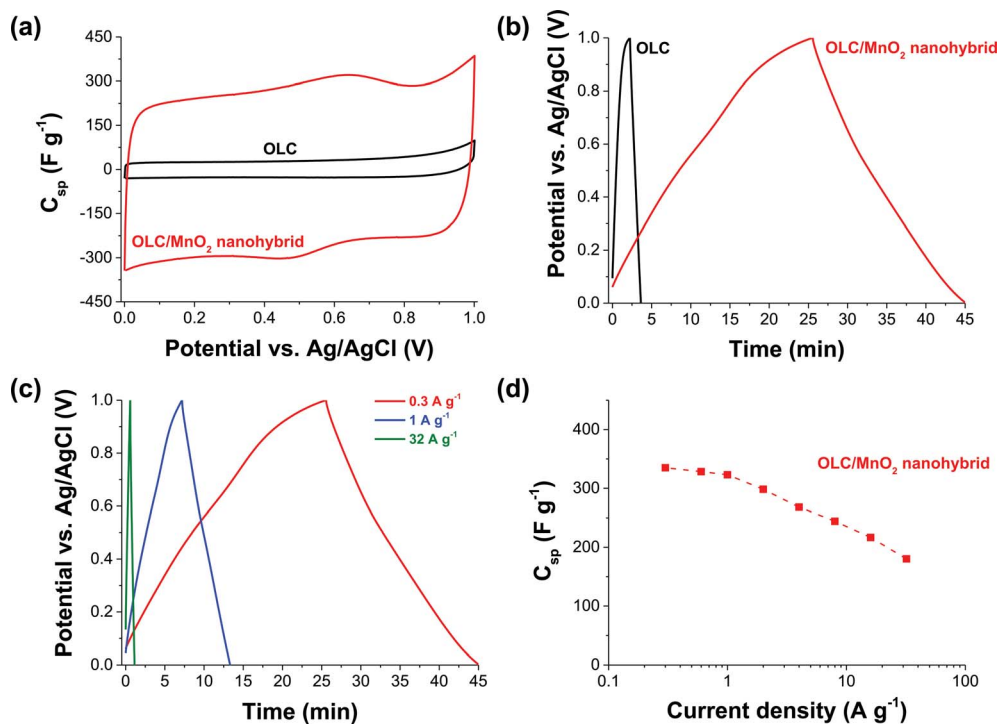 (a)
450
300
150
0
-150
-300
-450
C_sp (F g⁻¹)
OLC
OLC/MnO₂ nanohybrid
0.0 0.2 0.4 0.6 0.8 1.0
Potential vs. Ag/AgCl (V)
(b)
1.0
0.8
0.6
0.4
0.2
0.0
Potential vs. Ag/AgCl (V)
OLC
OLC/MnO₂ nanohybrid
0 5 10 15 20 25 30 35 40 45
Time (min)
(c)
1.0
0.8
0.6
0.4
0.2
0.0
Potential vs. Ag/AgCl (V)
0.3 A g⁻¹
1 A g⁻¹
32 A g⁻¹
0 5 10 15 20 25 30 35 40 45
Time (min)
(d)
400
300
200
100
0
C_sp (F g⁻¹)
OLC/MnO₂ nanohybrid
0.1 1 10 100
Current density (A g⁻¹)